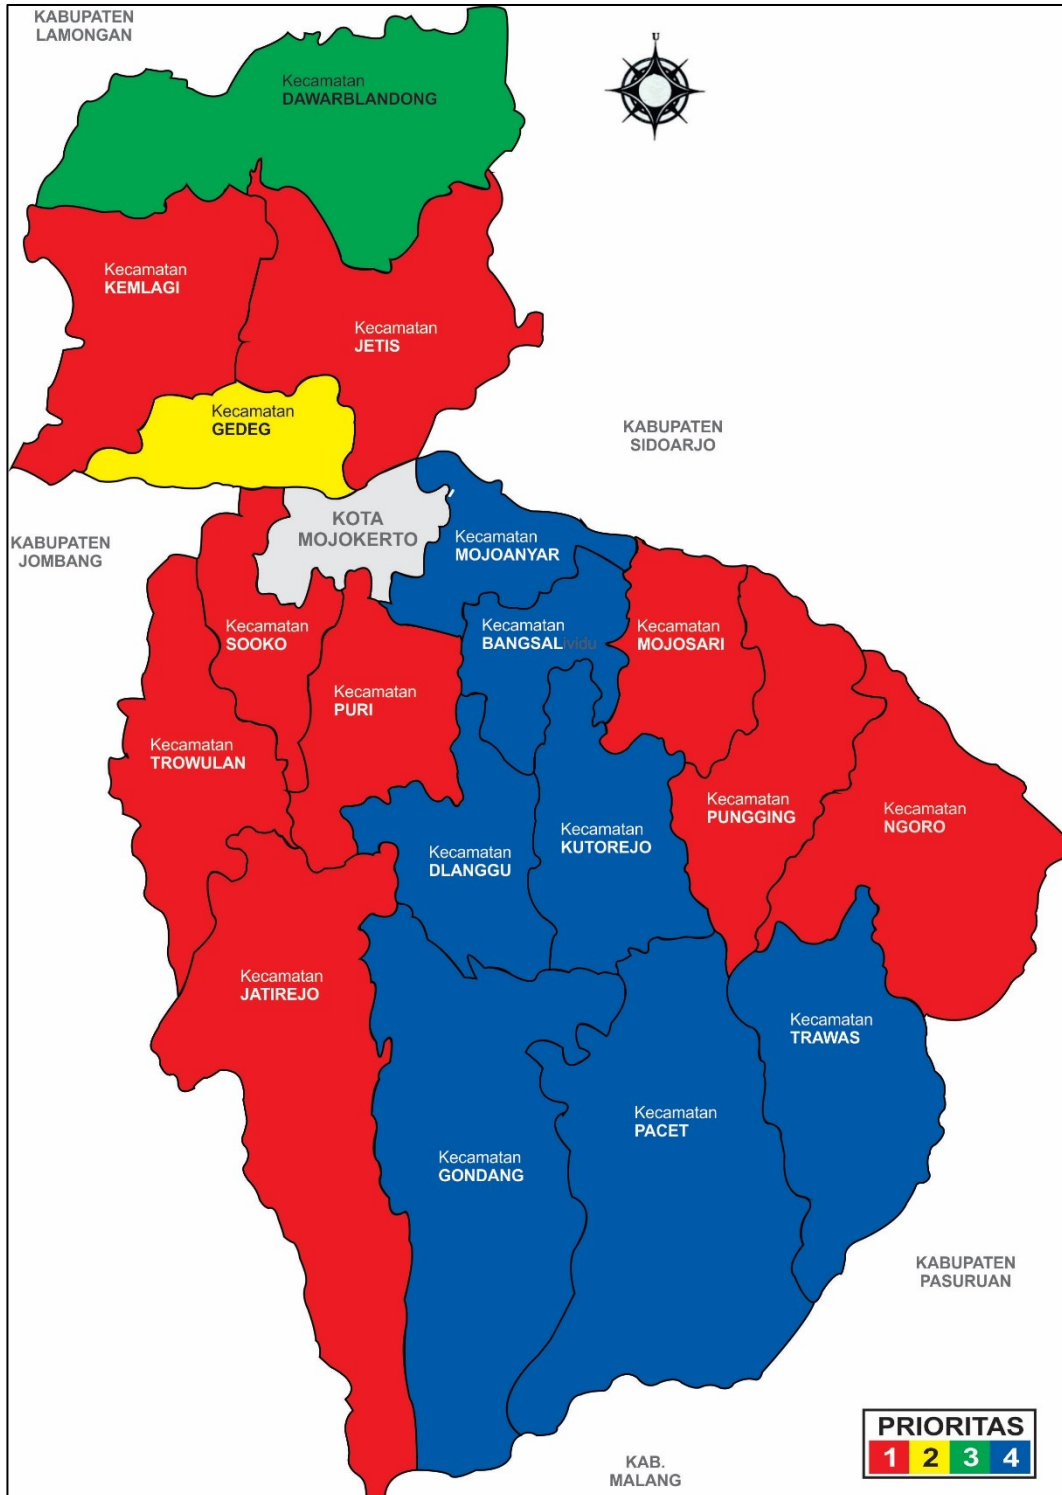 KABUPATEN
LAMONGAN
U
Kecamatan
DAWARBLANDONG
Kecamatan
KEMLAGI
Kecamatan
JETIS
Kecamatan
GEDEG
KABUPATEN
SIDOARJO
KOTA
MOJOKERTO
KABUPATEN
JOMBANG
Kecamatan
MOJOANYAR
Kecamatan
SOOKO
Kecamatan
BANGSALividu
Kecamatan
MOJOSARI
Kecamatan
PURI
Kecamatan
TROWULAN
Kecamatan
PUNGGING
Kecamatan
NGORO
Kecamatan
KUTOREJO
Kecamatan
DLANGGU
Kecamatan
JATIREJO
Kecamatan
TRAWAS
Kecamatan
PACET
Kecamatan
GONDANG
KABUPATEN
PASURUAN
KAB.
MALANG
PRIORITAS
1 2 3 4